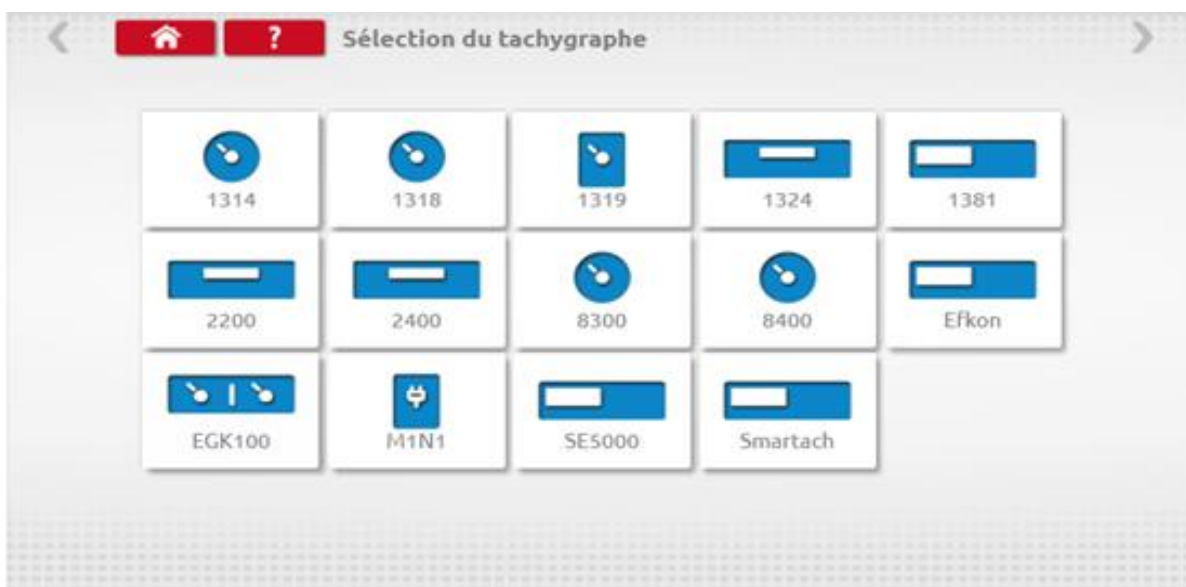 ? Sélection du tachygraphe
1314 1318 1319 1324 1381
2200 2400 8300 8400 Efkon
EGK100 M1N1 SE5000 Smartach